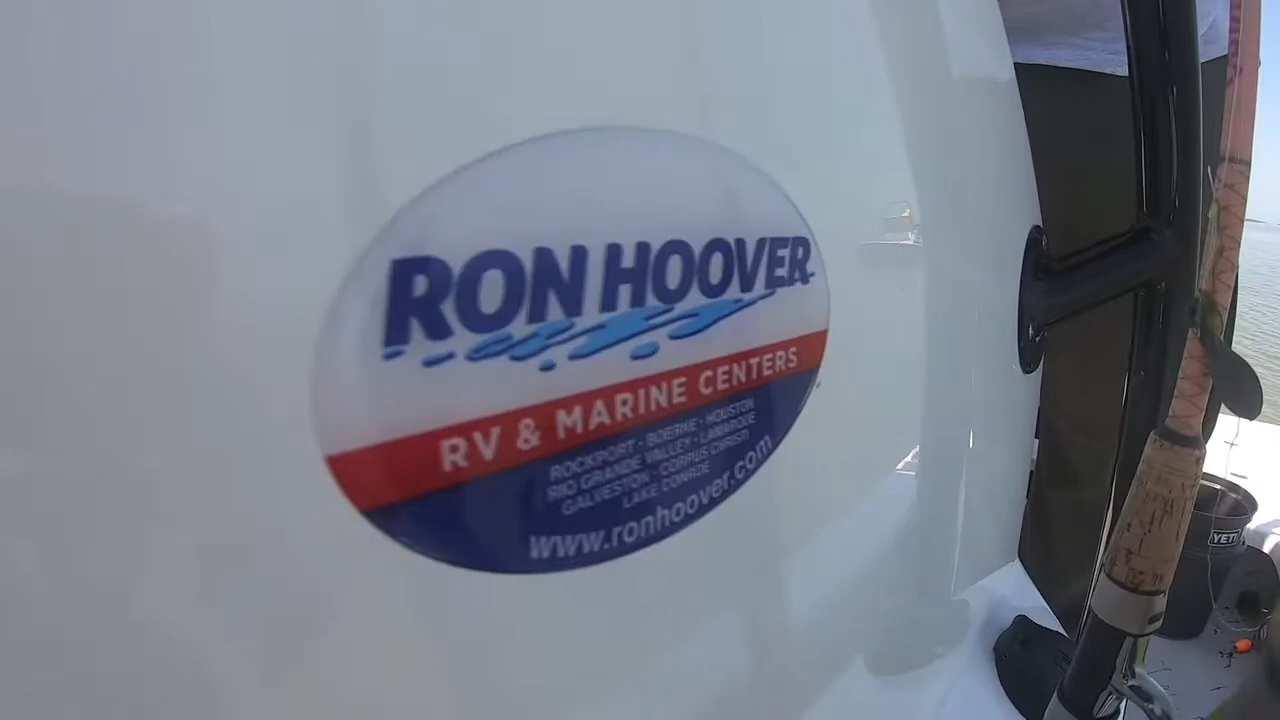 RON HOOVER
RV & MARINE CENTERS
ROCKPORT - BOERNE - HOUSTON
RIO GRANDE VALLEY - LAMARQUE
GALVESTON - CORPUS CHRISTI
LAKE CONROE
www.ronhoover.com
YETI